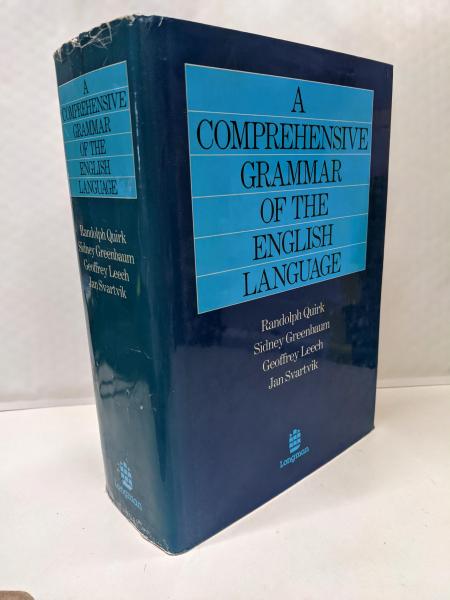 A
COMPREHENSIVE
GRAMMAR
OF THE
ENGLISH
LANGUAGE
Randolph Quirk
Sidney Greenbaum
Geoffrey Leech
Jan Svartvik
Longman
A
COMPREHENSIVE
GRAMMAR
OF THE
ENGLISH
LANGUAGE
Randolph Quirk
Sidney Greenbaum
Geoffrey Leech
Jan Svartvik
Longman